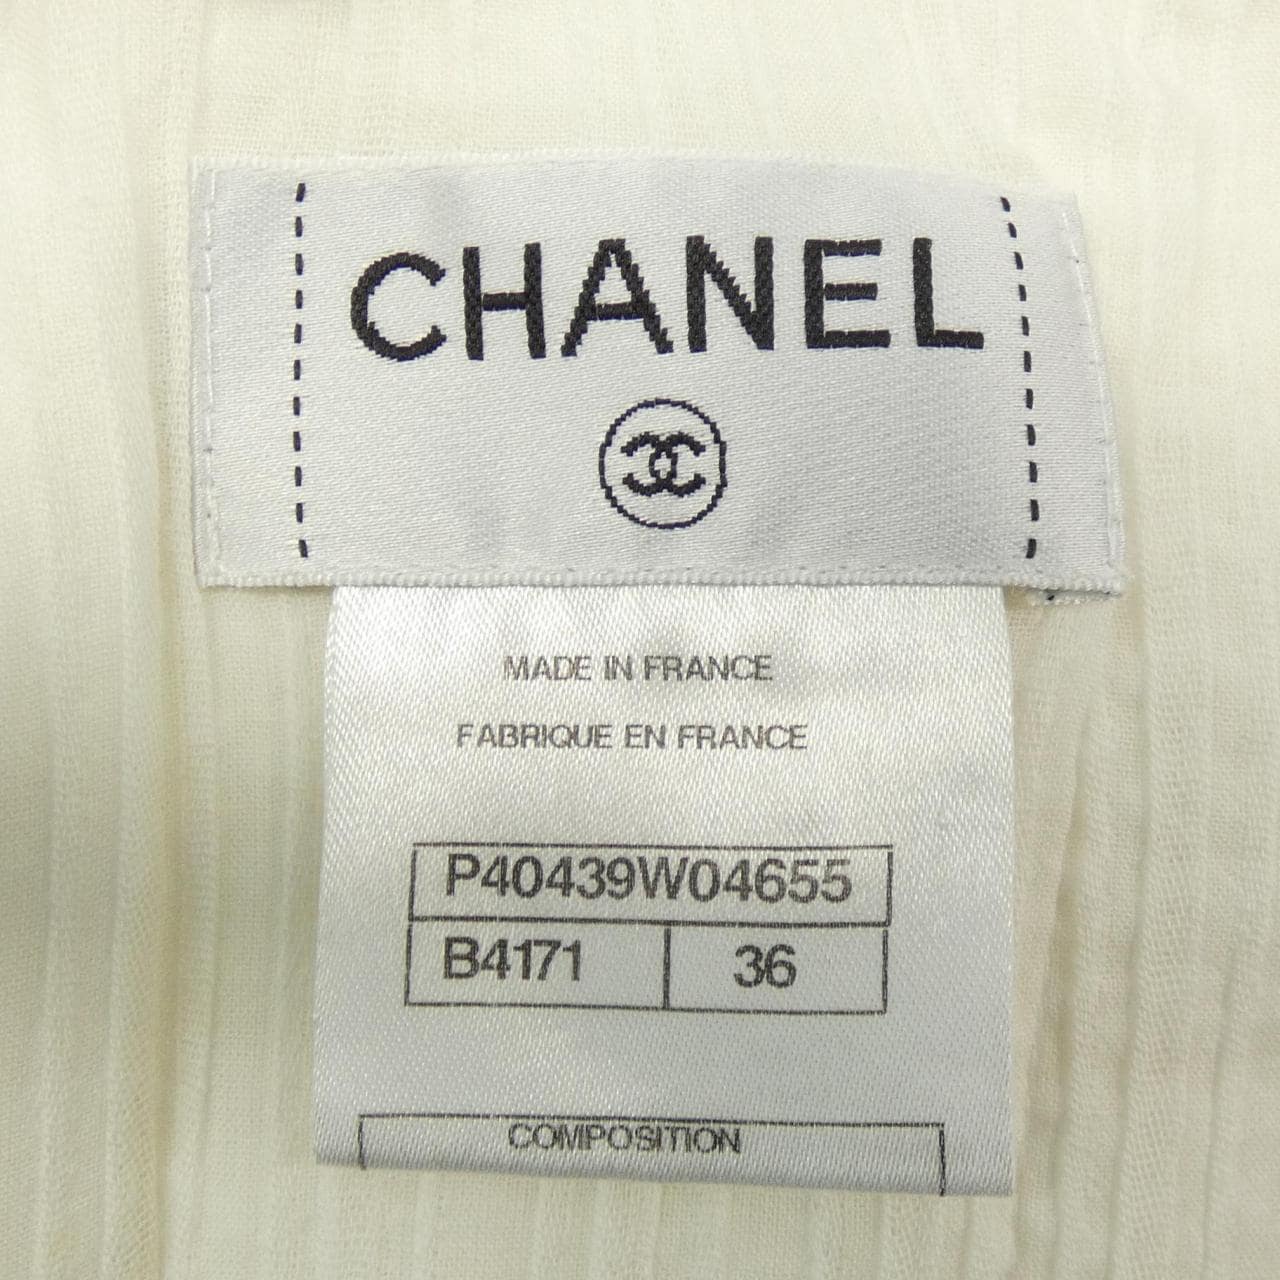 CHANEL
MADE IN FRANCE
FABRIQUE EN FRANCE
P40439W04655
B4171 36
COMPOSITION